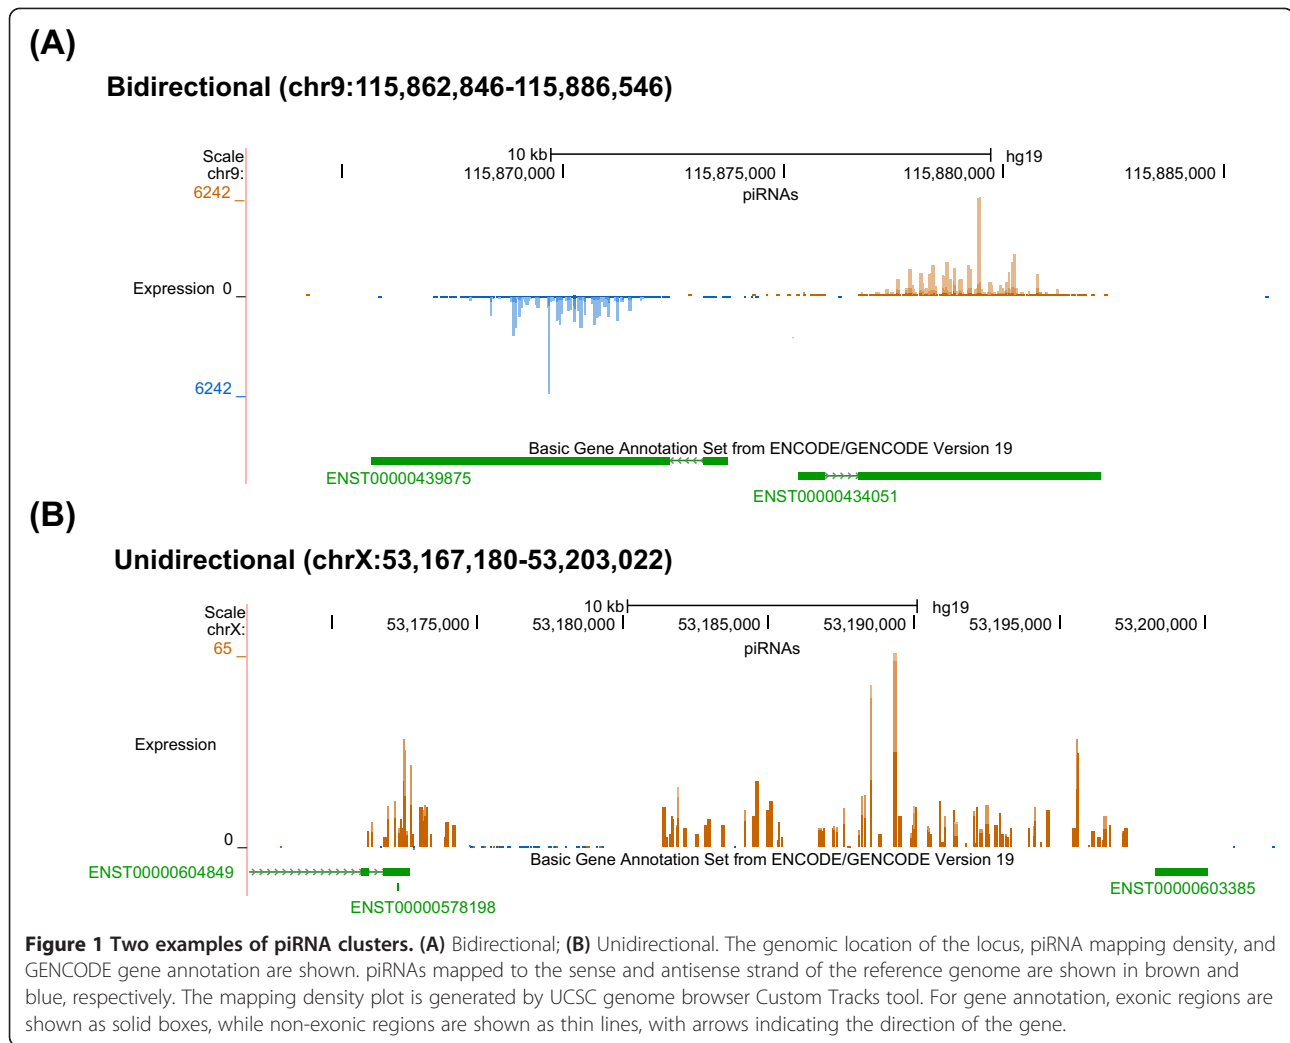 (A)
Bidirectional (chr9:115,862,846-115,886,546)
Scale 10 kb hg19
chr9: 115,870,000 115,875,000 115,880,000 115,885,000
6242 piRNAs
Expression 0
6242
Basic Gene Annotation Set from ENCODE/GENCODE Version 19
ENST00000439875
ENST00000434051
(B)
Unidirectional (chrX:53,167,180-53,203,022)
Scale 10 kb hg19
chrX: 53,175,000 53,180,000 53,185,000 53,190,000 53,195,000 53,200,000
65 piRNAs
Expression
0
Basic Gene Annotation Set from ENCODE/GENCODE Version 19
ENST00000604849
ENST00000603385
ENST00000578198
Figure 1 Two examples of piRNA clusters. (A) Bidirectional; (B) Unidirectional. The genomic location of the locus, piRNA mapping density, and
GENCODE gene annotation are shown. piRNAs mapped to the sense and antisense strand of the reference genome are shown in brown and
blue, respectively. The mapping density plot is generated by UCSC genome browser Custom Tracks tool. For gene annotation, exonic regions are
shown as solid boxes, while non-exonic regions are shown as thin lines, with arrows indicating the direction of the gene.